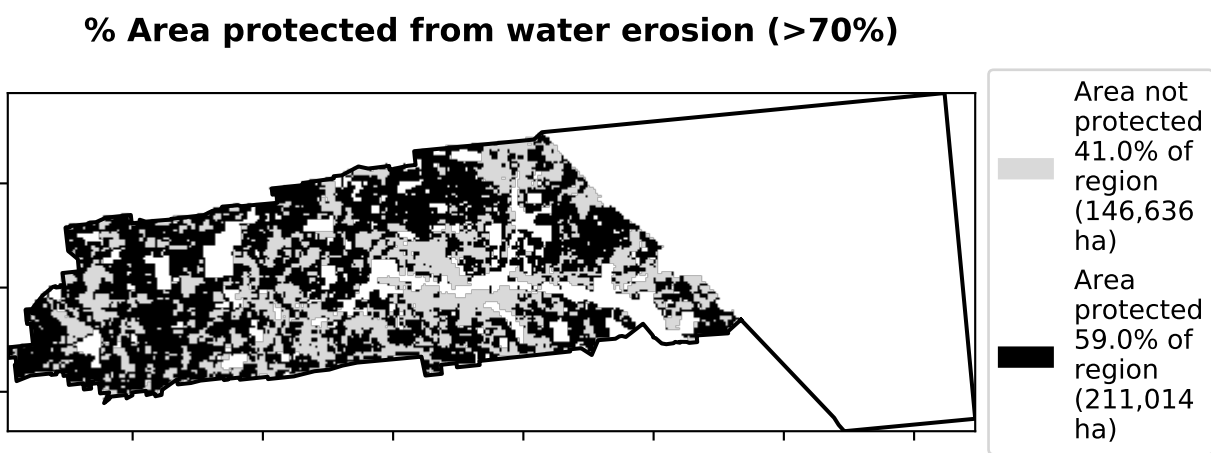 % Area protected from water erosion (>70%)
Area not
protected
41.0% of
region
(146,636
ha)
Area
protected
59.0% of
region
(211,014
ha)